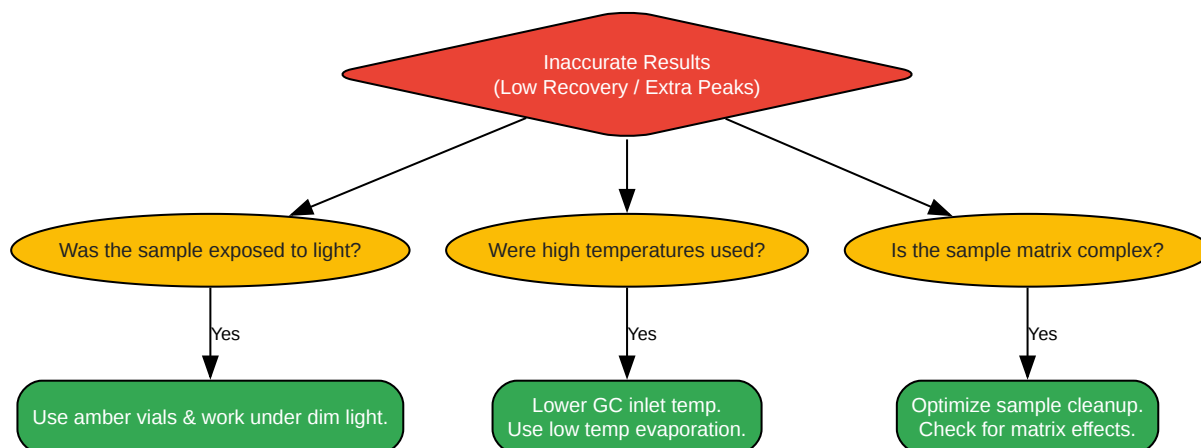 Inaccurate Results
(Low Recovery / Extra Peaks)
Was the sample exposed to light?
Were high temperatures used?
Is the sample matrix complex?
Yes
Yes
Yes
Use amber vials & work under dim light.
Lower GC inlet temp.
Use low temp evaporation.
Optimize sample cleanup.
Check for matrix effects.